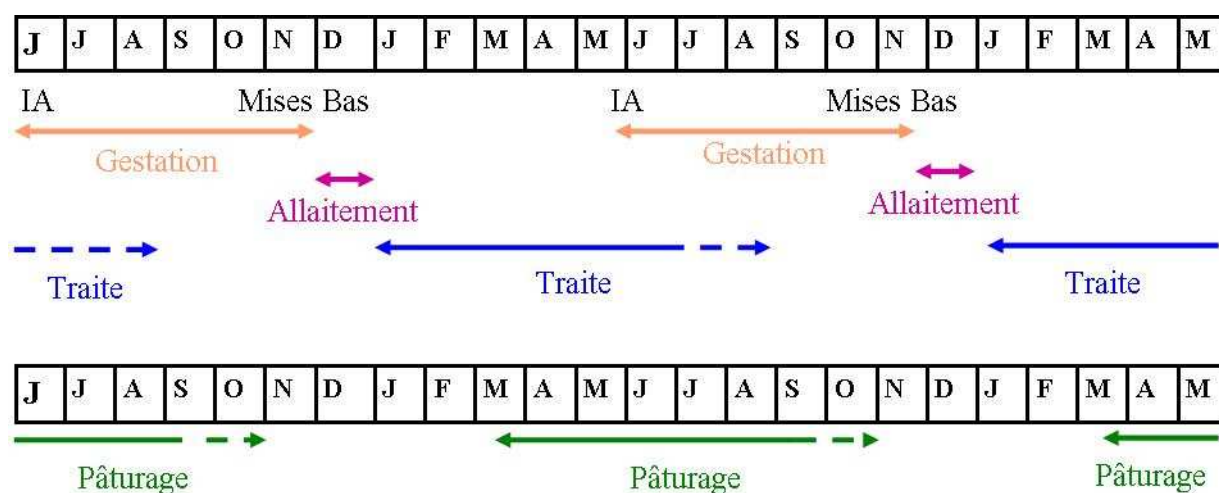 J J A S O N D J F M A M J J A S O N D J F M A M
IA Mises Bas IA Mises Bas
Gestation Gestation
Allaitement Allaitement
Traite Traite Traite
J J A S O N D J F M A M J J A S O N D J F M A M
Pâturage Pâturage Pâturage